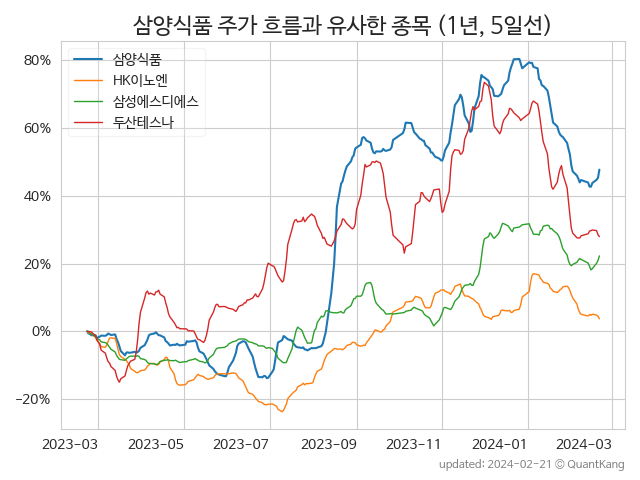 삼양식품 주가 흐름과 유사한 종목 (1년, 5일선)
삼양식품
HK이노엔
삼성에스디에스
두산테스나
80%
60%
40%
20%
0%
−20%
2023−03
2023−05
2023−07
2023−09
2023−11
2024−01
2024−03
updated: 2024−02−21 © QuantKang